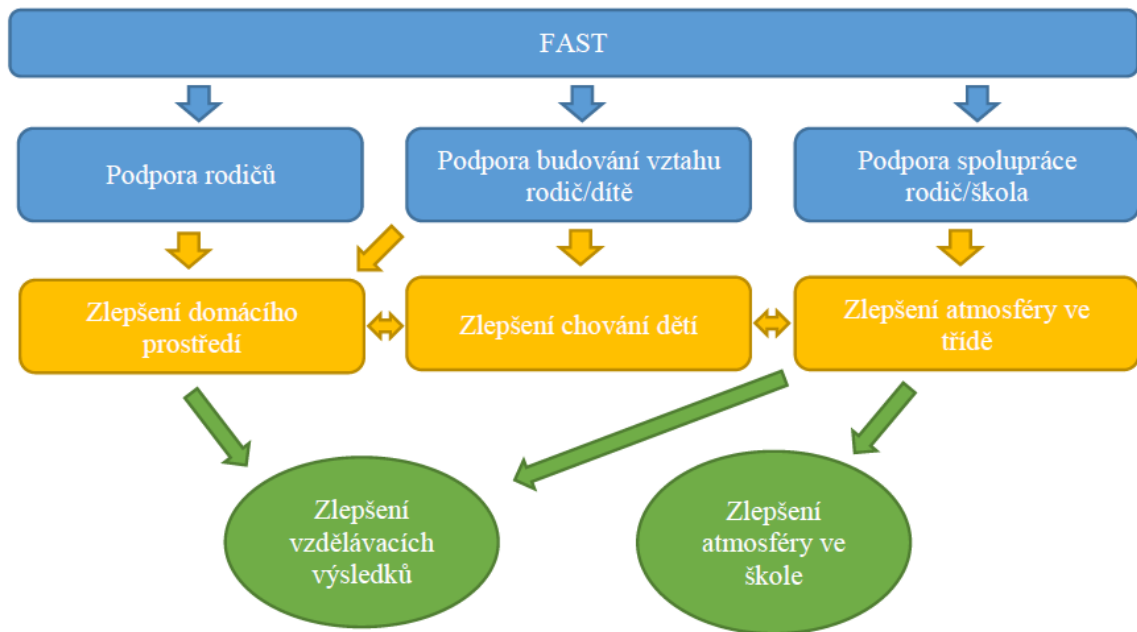 FAST
Podpora rodičů
Podpora budování vztahu
rodič/dítě
Podpora spolupráce
rodič/škola
Zlepšení domácího
prostředí
Zlepšení chování dětí
Zlepšení atmosféry ve
třídě
Zlepšení
vzdělávacích
výsledků
Zlepšení
atmosféry ve
škole